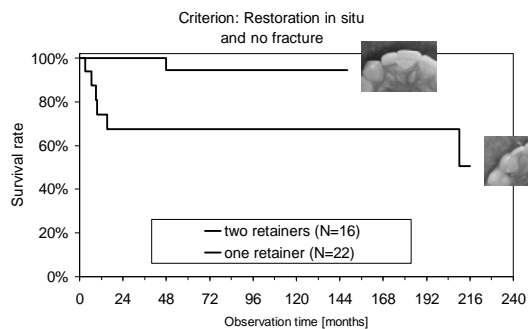 Criterion: Restoration in situ
and no fracture
100%
80%
60%
40%
20%
0%
Survival rate
two retainers (N=16)
one retainer (N=22)
0 24 48 72 96 120 144 168 192 216 240
Observation time [months]